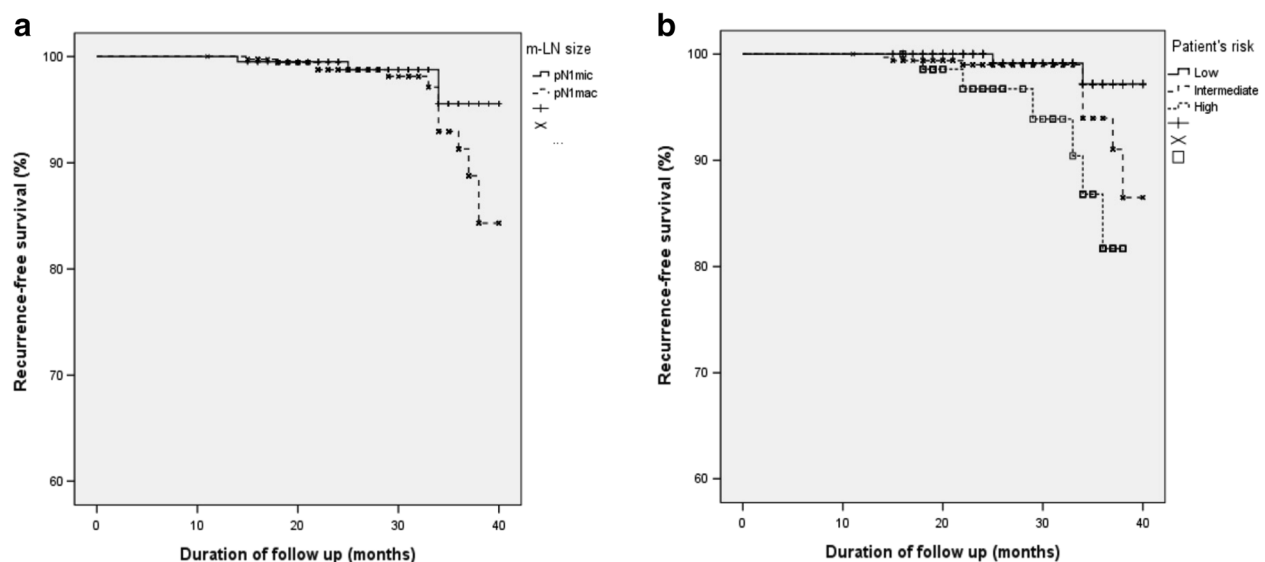 a
m-LN size
pN1mic
pN1mac
...
100
90
80
70
60
0 10 20 30 40
Recurrence-free survival (%)
Duration of follow up (months)
b
Patient's risk
Low
Intermediate
High
100
90
80
70
60
0 10 20 30 40
Recurrence-free survival (%)
Duration of follow up (months)